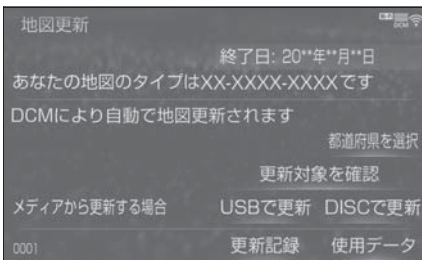 地図更新
DCM
終了日: 20**年**月**日
あなたの地図のタイプはXX-XXXX-XXXXです
DCMにより自動で地図更新されます
都道府県を選択
更新対象を確認
メディアから更新する場合 USBで更新 DISCで更新
0001 更新記録 使用データ